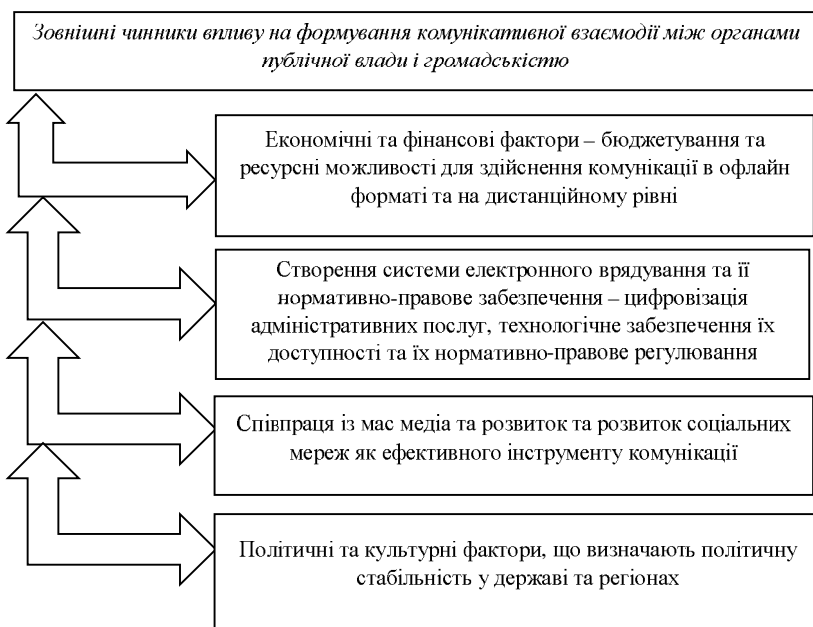 Зовнішні чинники впливу на формування комунікативної взаємодії між органами
публічної влади і громадськістю
Економічні та фінансові фактори – бюджетування та
ресурсні можливості для здійснення комунікації в офлайн
форматі та на дистанційному рівні
Створення системи електронного врядування та її
нормативно-правове забезпечення – цифровізація
адміністративних послуг, технологічне забезпечення їх
доступності та їх нормативно-правове регулювання
Співпраця із мас медіа та розвиток та розвиток соціальних
мереж як ефективного інструменту комунікації
Політичні та культурні фактори, що визначають політичну
стабільність у державі та регіонах